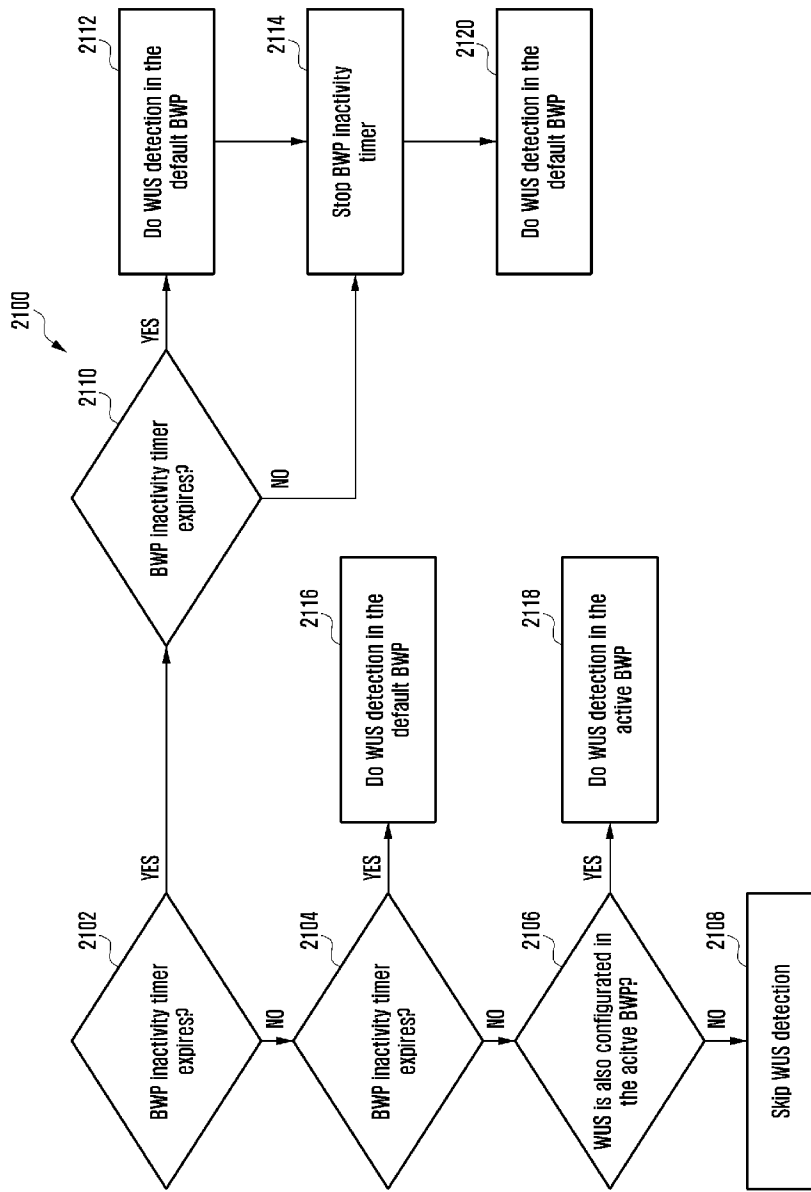 2100
2102
BWP inactivity timer
expires?
YES
NO
2110
BWP inactivity timer
expires?
YES
NO
2112
Do WUS detection in the
default BWP
2114
Stop BWP inactivity
timer
2120
Do WUS detection in the
default BWP
2104
BWP inactivity timer
expires?
YES
NO
2116
Do WUS detection in the
default BWP
2106
WUS is also configurated in
the acitve BWP?
YES
NO
2118
Do WUS detection in the
active BWP
2108
Skip WUS detection